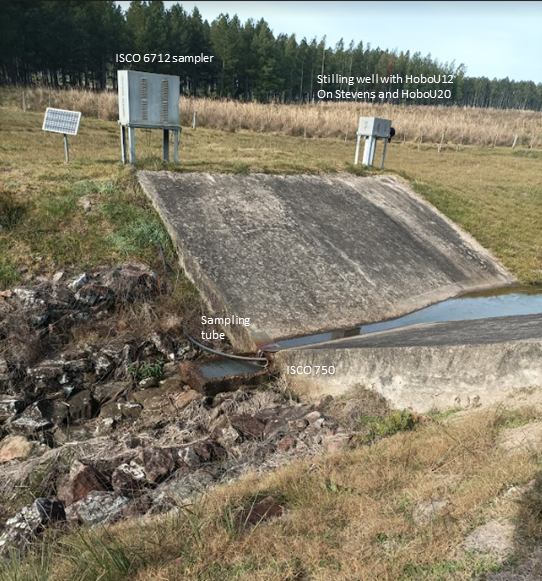 ISCO 6712 sampler
Stilling well with HoboU12
On Stevens and HoboU20
Sampling
tube
ISCO 750